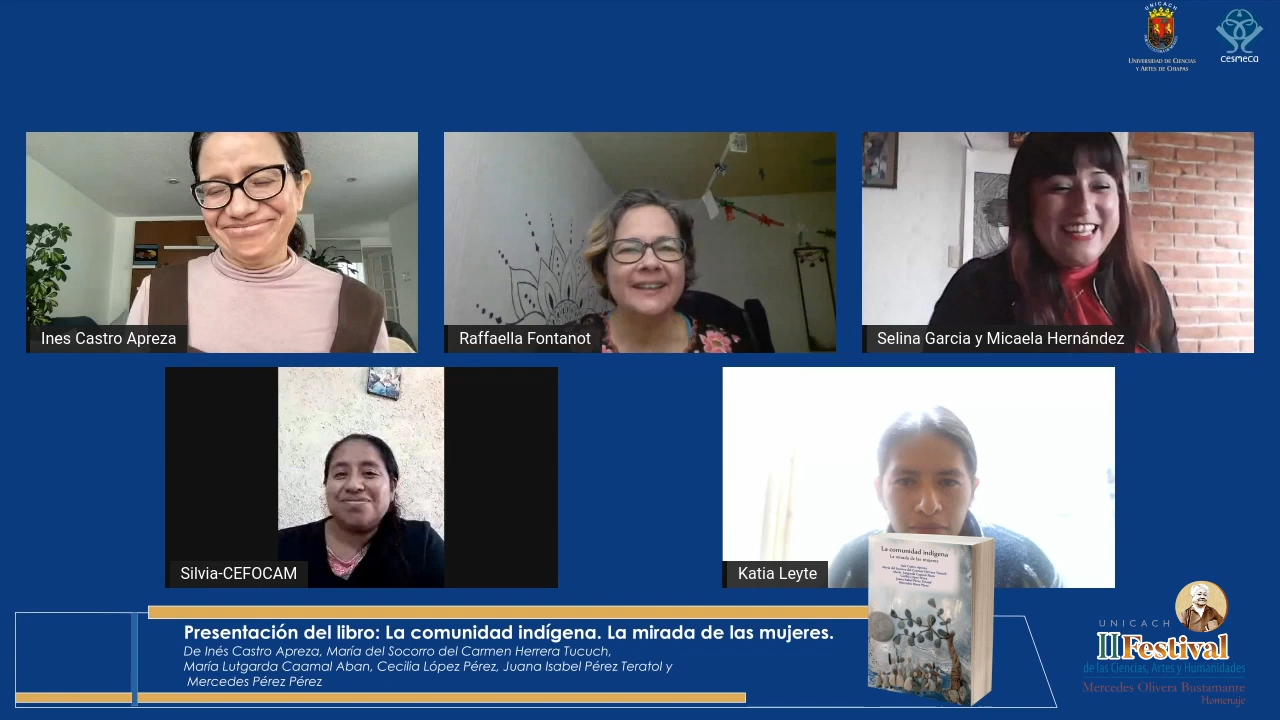 UNICACH
UNIVERSIDAD DE CIENCIAS
Y ARTES DE CHIAPAS
cesmeca
Ines Castro Apreza
Raffaella Fontanot
Selina Garcia y Micaela Hernández
Silvia-CEFOCAM
Katia Leyte
Presentación del libro: La comunidad indígena. La mirada de las mujeres.
De Inés Castro Apreza, María del Socorro del Carmen Herrera Tucuch,
María Lutgarda Caamal Aban, Cecilia López Pérez, Juana Isabel Pérez Teratol y
Mercedes Pérez Pérez
La comunidad indígena
La mirada de las mujeres
UNICACH
II Festival
de las Ciencias, Artes y Humanidades
Mercedes Olivera Bustamante
Homenaje